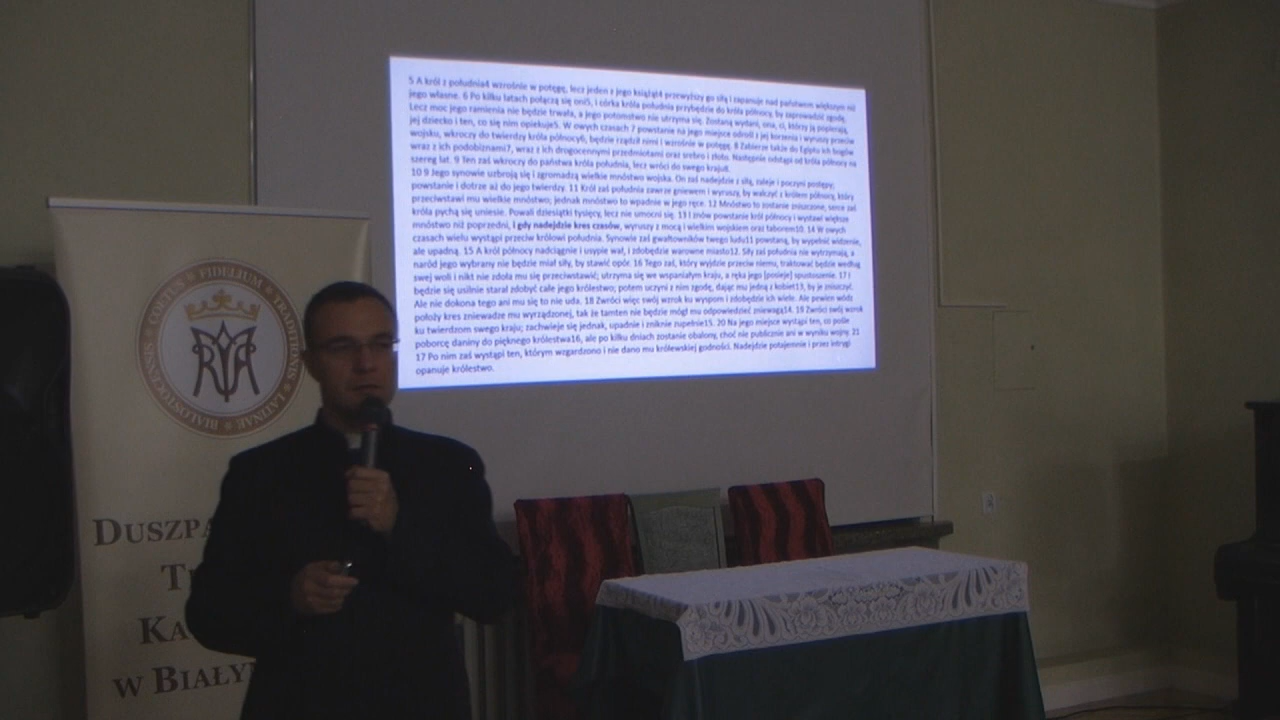 5 A król z południa4 wzrośnie w potęgę, lecz jeden z jego książąt4 przewyższy go siłą i zapanuje nad państwem większym niż
jego własne. 6 Po kilku latach połączą się oni5, i córka króla południa przybędzie do króla północy, by zaprowadzić zgodę.
Lecz moc jego ramienia nie będzie trwała, a jego potomstwo nie utrzyma się. Zostaną wydani, ona, ci, którzy ją popierają,
jej dziecko i ten, co się nim opiekuje5. W owych czasach 7 powstanie na jego miejsce odrośl z jej korzenia i wyruszy przeciw
wojsku, wkroczy do twierdzy króla północy6, będzie rządził nimi i wzrośnie w potęgę. 8 Zabierze także do Egiptu ich bogów
wraz z ich podobiznami7, wraz z ich drogocennymi przedmiotami oraz srebro i złoto. Następnie odstąpi od króla północy na
szereg lat. 9 Ten zaś wkroczy do państwa króla południa, lecz wróci do swego kraju8.
10 9 Jego synowie uzbroją się i zgromadzą wielkie mnóstwo wojska. On zaś nadejdzie z siłą, zaleje i poczyni postępy;
powstanie i dotrze aż do jego twierdzy. 11 Król zaś południa zawrze gniewem i wyruszy, by walczyć z królem północy, który
przeciwstawi mu wielkie mnóstwo; jednak mnóstwo to wpadnie w jego ręce. 12 Mnóstwo to zostanie zniszczone, serce zaś
króla pychą się uniesie. Powali dziesiątki tysięcy, lecz nie umocni się. 13 I znów powstanie król północy i wystawi większe
mnóstwo niż poprzedni, i gdy nadejdzie kres czasów, wyruszy z mocą i wielkim wojskiem oraz taborem10. 14 W owych
czasach wielu wystąpi przeciw królowi południa. Synowie zaś gwałtowników twego ludu11 powstaną, by wypełnić widzenie,
ale upadną. 15 A król północy nadciągnie i usypie wał, i zdobędzie warowne miasto12. Siły zaś południa nie wytrzymają, a
naród jego wybrany nie będzie miał siły, by stawić opór. 16 Tego zaś, który wyjdzie przeciw niemu, traktować będzie według
swej woli i nikt nie zdoła mu się przeciwstawić; utrzyma się we wspaniałym kraju, a ręka jego [posieje] spustoszenie. 17 I
będzie się usilnie starał zdobyć całe jego królestwo; potem uczyni z nim zgodę, dając mu jedną z kobiet13, by je zniszczyć.
Ale nie dokona tego ani mu się to nie uda. 18 Zwróci więc swój wzrok ku wyspom i zdobędzie ich wiele. Ale pewien wódz
położy kres zniewadze mu wyrządzonej, tak że tamten nie będzie mógł mu odpowiedzieć zniewagą14. 19 Zwróci swój wzrok
ku twierdzom swego kraju; zachwieje się jednak, upadnie i zniknie zupełnie15. 20 Na jego miejsce wystąpi ten, co pośle
poborcę daniny do pięknego królestwa16, ale po kilku dniach zostanie obalony, choć nie publicznie ani w wyniku wojny. 21
17 Po nim zaś wystąpi ten, którym wzgardzono i nie dano mu królewskiej godności. Nadejdzie potajemnie i przez intrygi
opanuje królestwo.
FIDELIUM TRADITIONIS LATINAE BIAŁOSTOCIENSIS COETUS
DUSZPA
T
KA
W BIAŁY